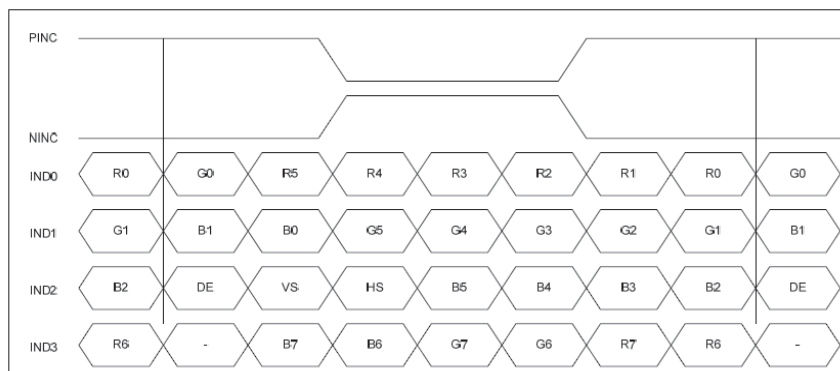 PINC
NINC
IND0 R0 G0 R5 R4 R3 R2 R1 R0 G0
IND1 G1 B1 B0 G5 G4 G3 G2 G1 B1
IND2 B2 DE VS HS B5 B4 B3 B2 DE
IND3 R6 - B7 B6 G7 G6 R7 R6 -